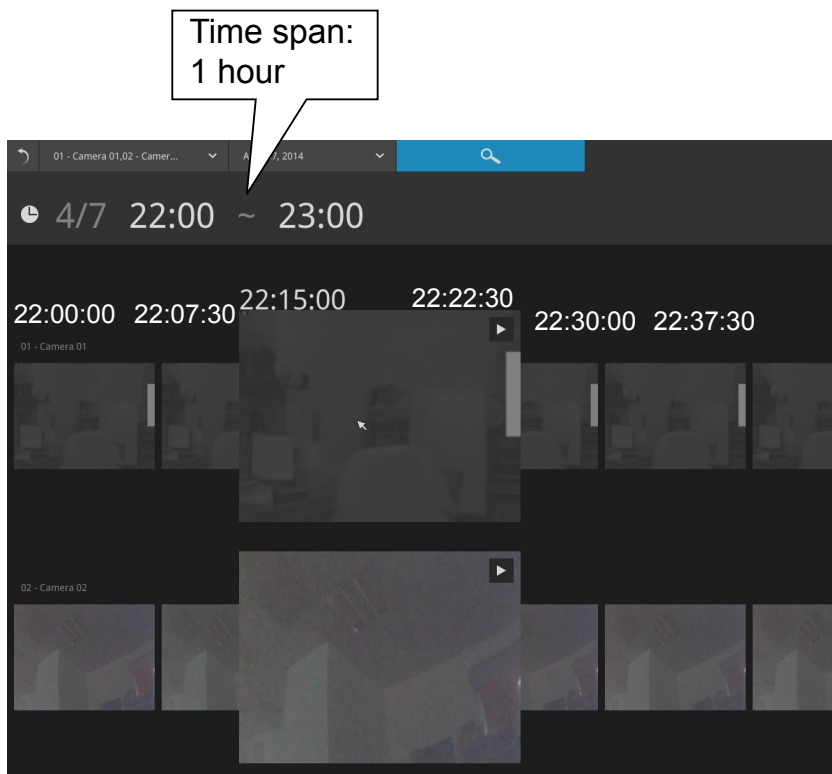 Time span:
1 hour
01 - Camera 01,02 - Camer...
7, 2014
4/7 22:00 ~ 23:00
22:00:00 22:07:30 22:15:00 22:22:30 22:30:00 22:37:30
01 - Camera 01
02 - Camera 02